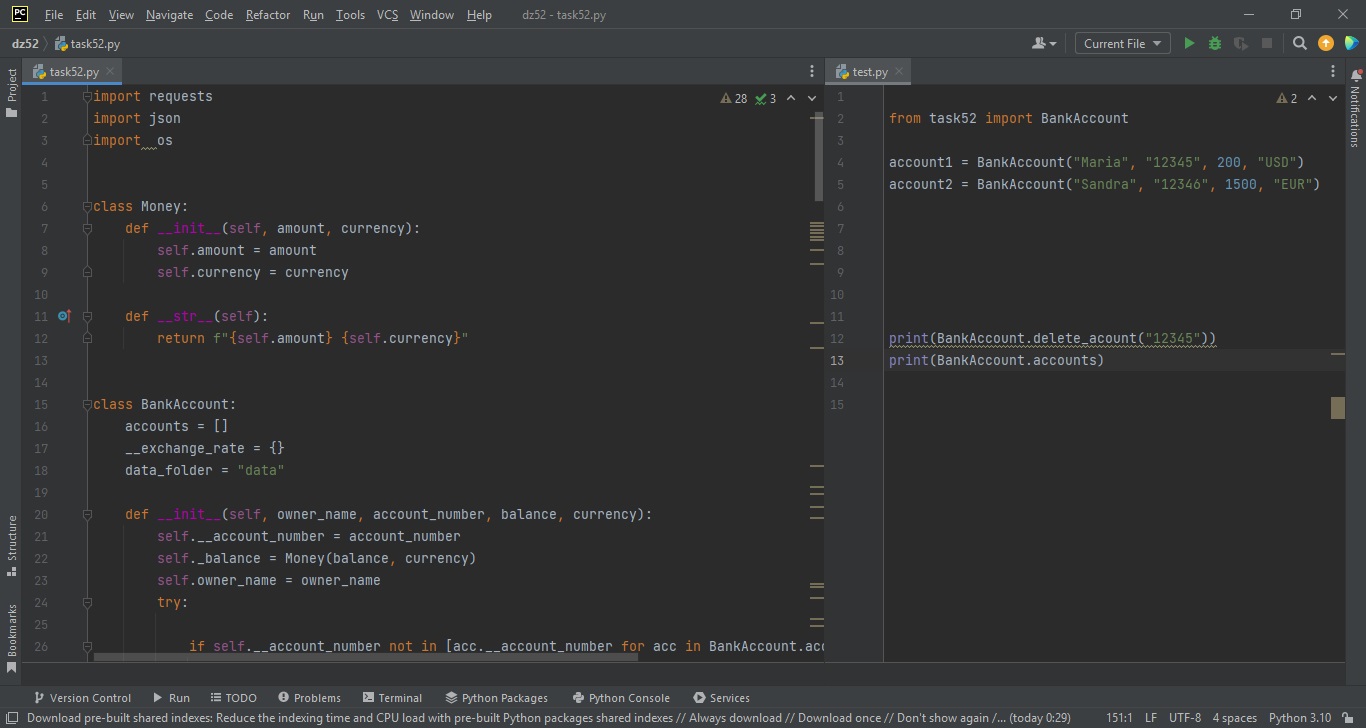 PC File Edit View Navigate Code Refactor Run Tools VCS Window Help dz52 - task52.py
dz52 task52.py Current File
task52.py test.py
28 3
2
1 import requests
2 import json
3 import os
4
5
6 class Money:
7 def __init__(self, amount, currency):
8 self.amount = amount
9 self.currency = currency
10
11 def __str__(self):
12 return f"{self.amount} {self.currency}"
13
14
15 class BankAccount:
16 accounts = []
17 __exchange_rate = {}
18 data_folder = "data"
19
20 def __init__(self, owner_name, account_number, balance, currency):
21 self.__account_number = account_number
22 self._balance = Money(balance, currency)
23 self.owner_name = owner_name
24 try:
25
26 if self.__account_number not in [acc.__account_number for acc in BankAccount.acc
1
2 from task52 import BankAccount
3
4 account1 = BankAccount("Maria", "12345", 200, "USD")
5 account2 = BankAccount("Sandra", "12346", 1500, "EUR")
6
7
8
9
10
11
12 print(BankAccount.delete_acount("12345"))
13 print(BankAccount.accounts)
14
15
Project
Structure
Bookmarks
Notifications
Version Control Run TODO Problems Terminal Python Packages Python Console Services
Download pre-built shared indexes: Reduce the indexing time and CPU load with pre-built Python packages shared indexes // Always download // Download once // Don't show again /... (today 0:29) 151:1 LF UTF-8 4 spaces Python 3.10